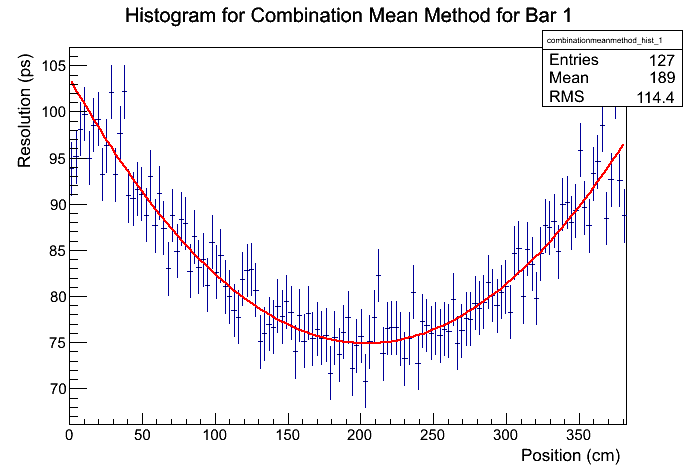 Histogram for Combination Mean Method for Bar 1
combinationmeanmethod_hist_1
Entries 127
Mean 189
RMS 114.4
Resolution (ps)
105
100
95
90
85
80
75
70
0 50 100 150 200 250 300 350
Position (cm)